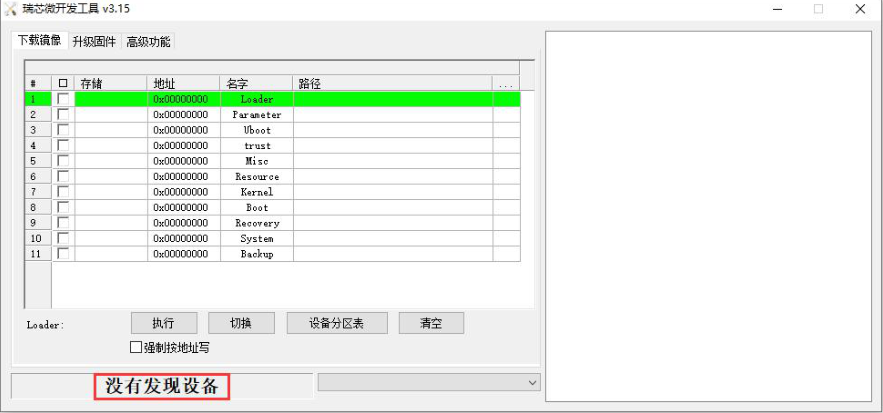 瑞芯微开发工具 v3.15
下载镜像 升级固件 高级功能
# 存储 地址 名字 路径 ...
1 0x00000000 Loader
2 0x00000000 Parameter
3 0x00000000 Uboot
4 0x00000000 trust
5 0x00000000 Misc
6 0x00000000 Resource
7 0x00000000 Kernel
8 0x00000000 Boot
9 0x00000000 Recovery
10 0x00000000 System
11 0x00000000 Backup
Loader: 执行 切换 设备分区表 清空
强制按地址写
没有发现设备